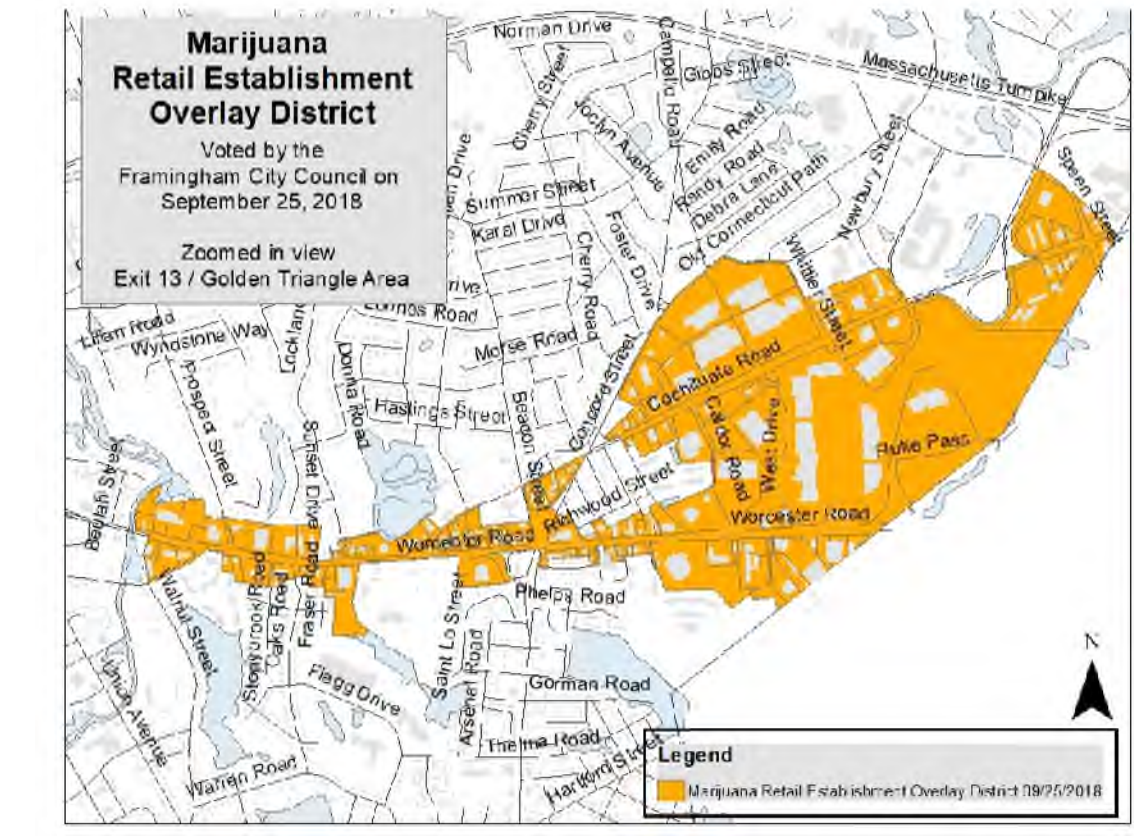 Marijuana
Retail Establishment
Overlay District
Voted by the
Framingham City Council on
September 25, 2018
Zoomed in view
Exit 13 / Golden Triangle Area
Norman Drive
Campello Road
Gibbs Street
Massachusetts Turnpike
Cherry Street
Joclyn Avenue
Emily Road
Randy Road
Debra Lane
Old Connecticut Path
Newbury Street
Speen Street
Drive
Summer Street
Karal Drive
Foster Drive
Cherry Road
Whittier Street
Road
Lilian Road
Wyndstone Way
Prospect Street
Donna Road
Morse Road
Concord Street
Cochituate Road
Hastings Street
Beacon Street
Caldor Road
West Drive
Sunset Drive
Beulah Street
Richwood Street
Worcester Road
Worcester Road
Walnut Street
Stonybrook Road
Oaks Road
Fraser Road
Saint Lo Street
Phelps Road
Arsenal Road
Flagg Drive
Gorman Road
Union Avenue
Warren Road
Thelma Road
Hartford Street
N
Legend
Marijuana Retail Establishment Overlay District 09/25/2018